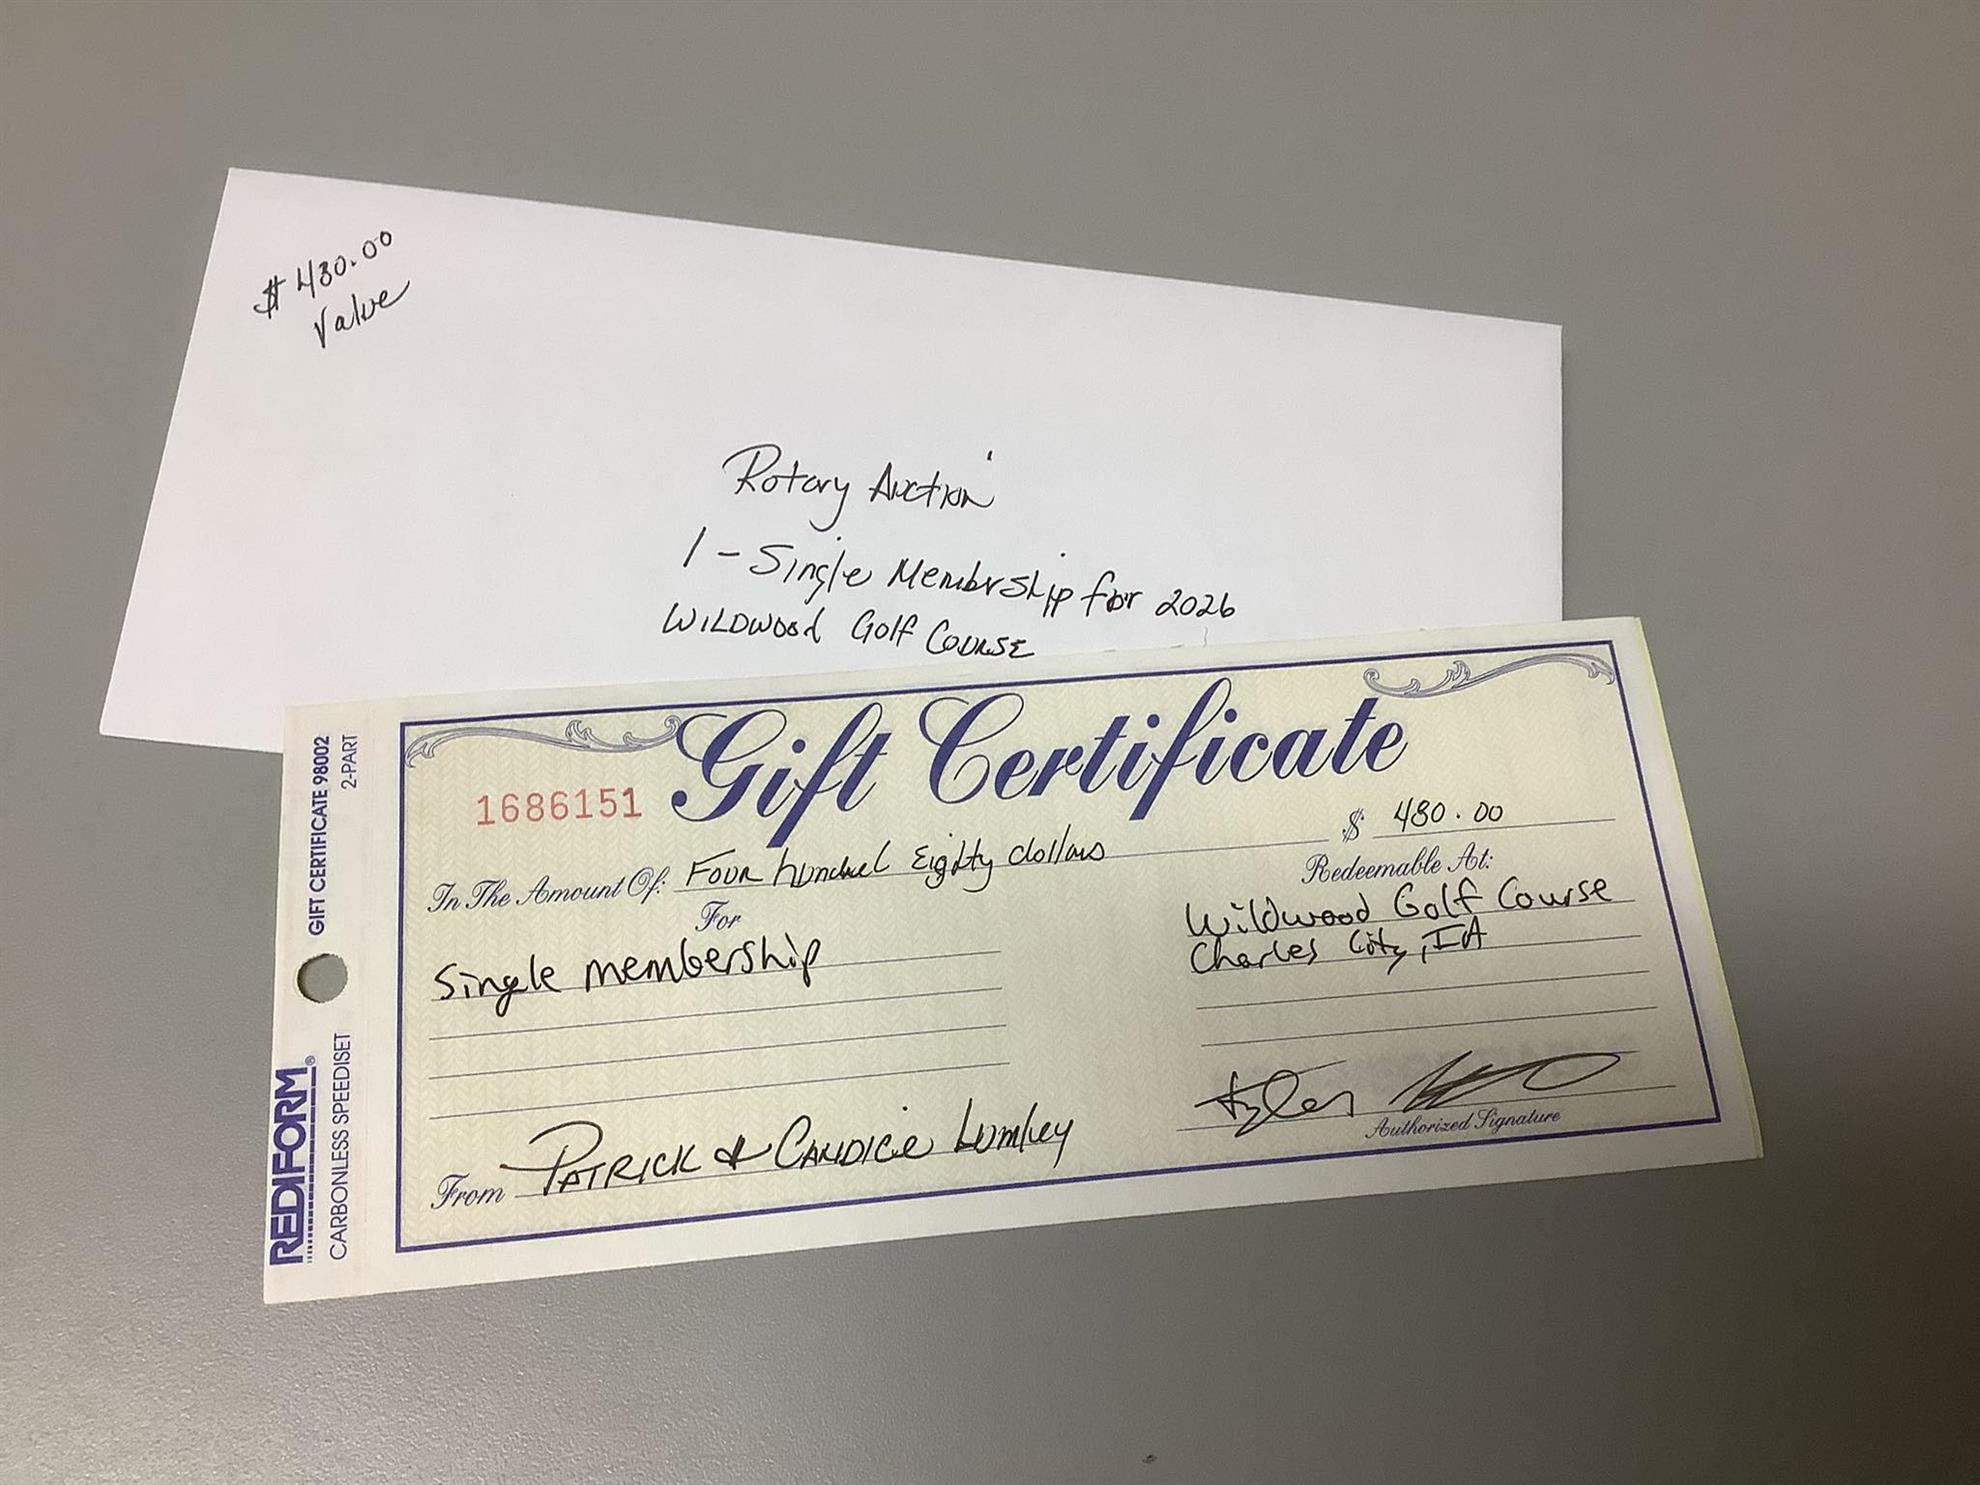 $480.00
Value
Rotary Auction
1 - Single Membership for 2026
Wildwood Golf Course
GIFT CERTIFICATE 98002
2-PART
REDIFORM®
CARBONLESS SPEEDISET
Gift Certificate
1686151
$ 480.00
In The Amount Of: Four hundred Eighty dollars
Redeemable At:
For
Wildwood Golf Course
Single membership
Charles City, IA
Authorized Signature
From Patrick & Candice Lumley